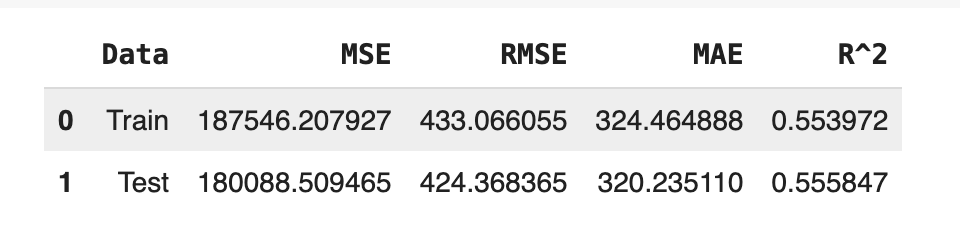 Data MSE RMSE MAE R^2
0 Train 187546.207927 433.066055 324.464888 0.553972
1 Test 180088.509465 424.368365 320.235110 0.555847